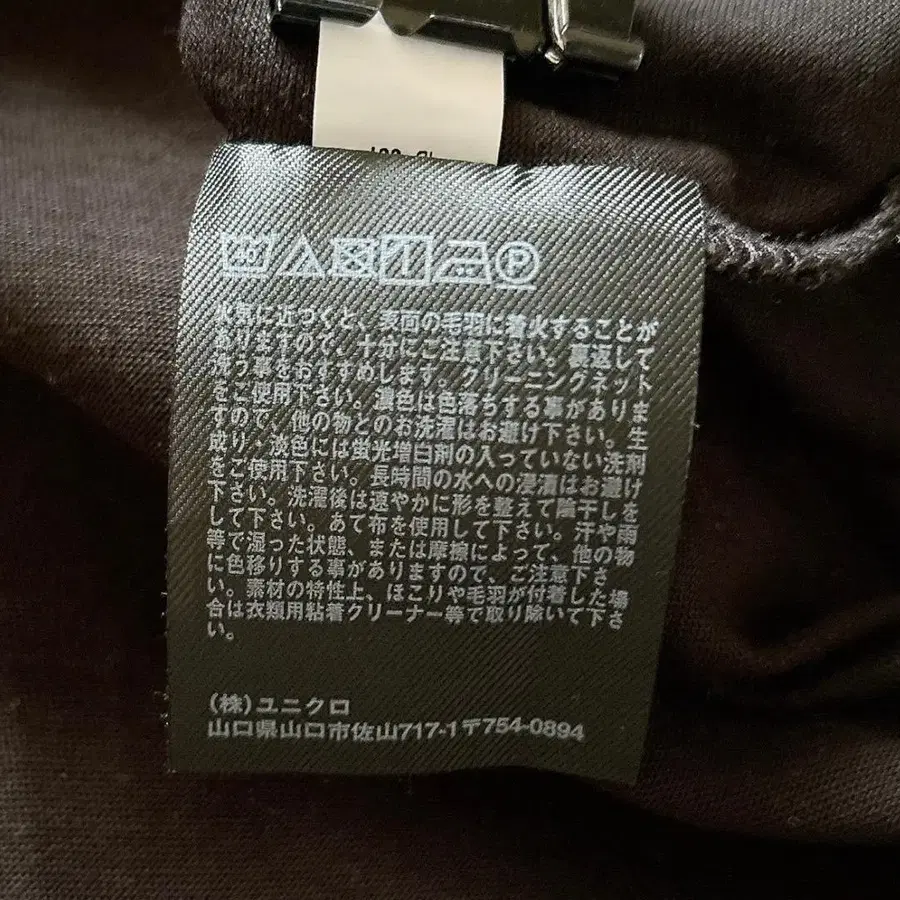 40
P
火気に近づくと、表面の毛羽に着火することが
ありますので、十分にご注意下さい。裏返して
洗う事をおすすめします。クリーニングネット
をご使用下さい。濃色は色落ちする事がありま
すので、他の物とのお洗濯はお避け下さい。生
成り・淡色には蛍光増白剤の入っていない洗剤
をご使用下さい。長時間の水への浸漬はお避け
下さい。洗濯後は速やかに形を整えて陰干しを
して下さい。あて布を使用して下さい。汗や雨
等で湿った状態、または摩擦によって、他の物
に色移りする事がありますので、ご注意下さ
い。素材の特性上、ほこりや毛羽が付着した場
合は衣類用粘着クリーナー等で取り除いて下さ
い。
(株)ユニクロ
山口県山口市佐山717-1〒754-0894